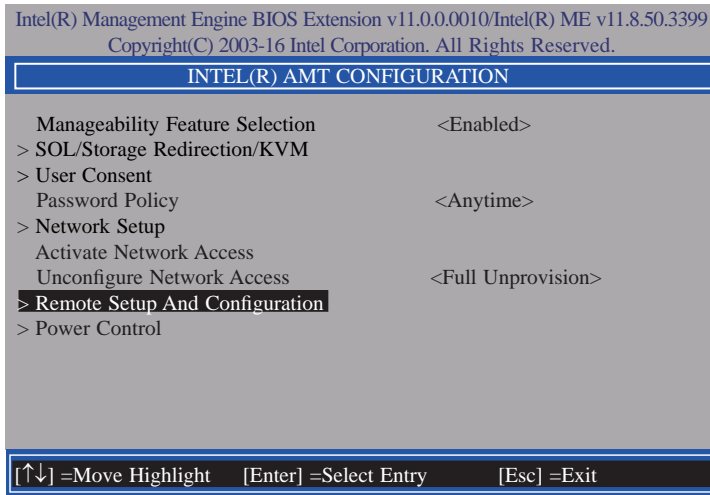 Intel(R) Management Engine BIOS Extension v11.0.0.0010/Intel(R) ME v11.8.50.3399
Copyright(C) 2003-16 Intel Corporation. All Rights Reserved.
INTEL(R) AMT CONFIGURATION
Manageability Feature Selection <Enabled>
> SOL/Storage Redirection/KVM
> User Consent
Password Policy <Anytime>
> Network Setup
Activate Network Access
Unconfigure Network Access <Full Unprovision>
> Remote Setup And Configuration
> Power Control
[↑↓] =Move Highlight [Enter] =Select Entry [Esc] =Exit